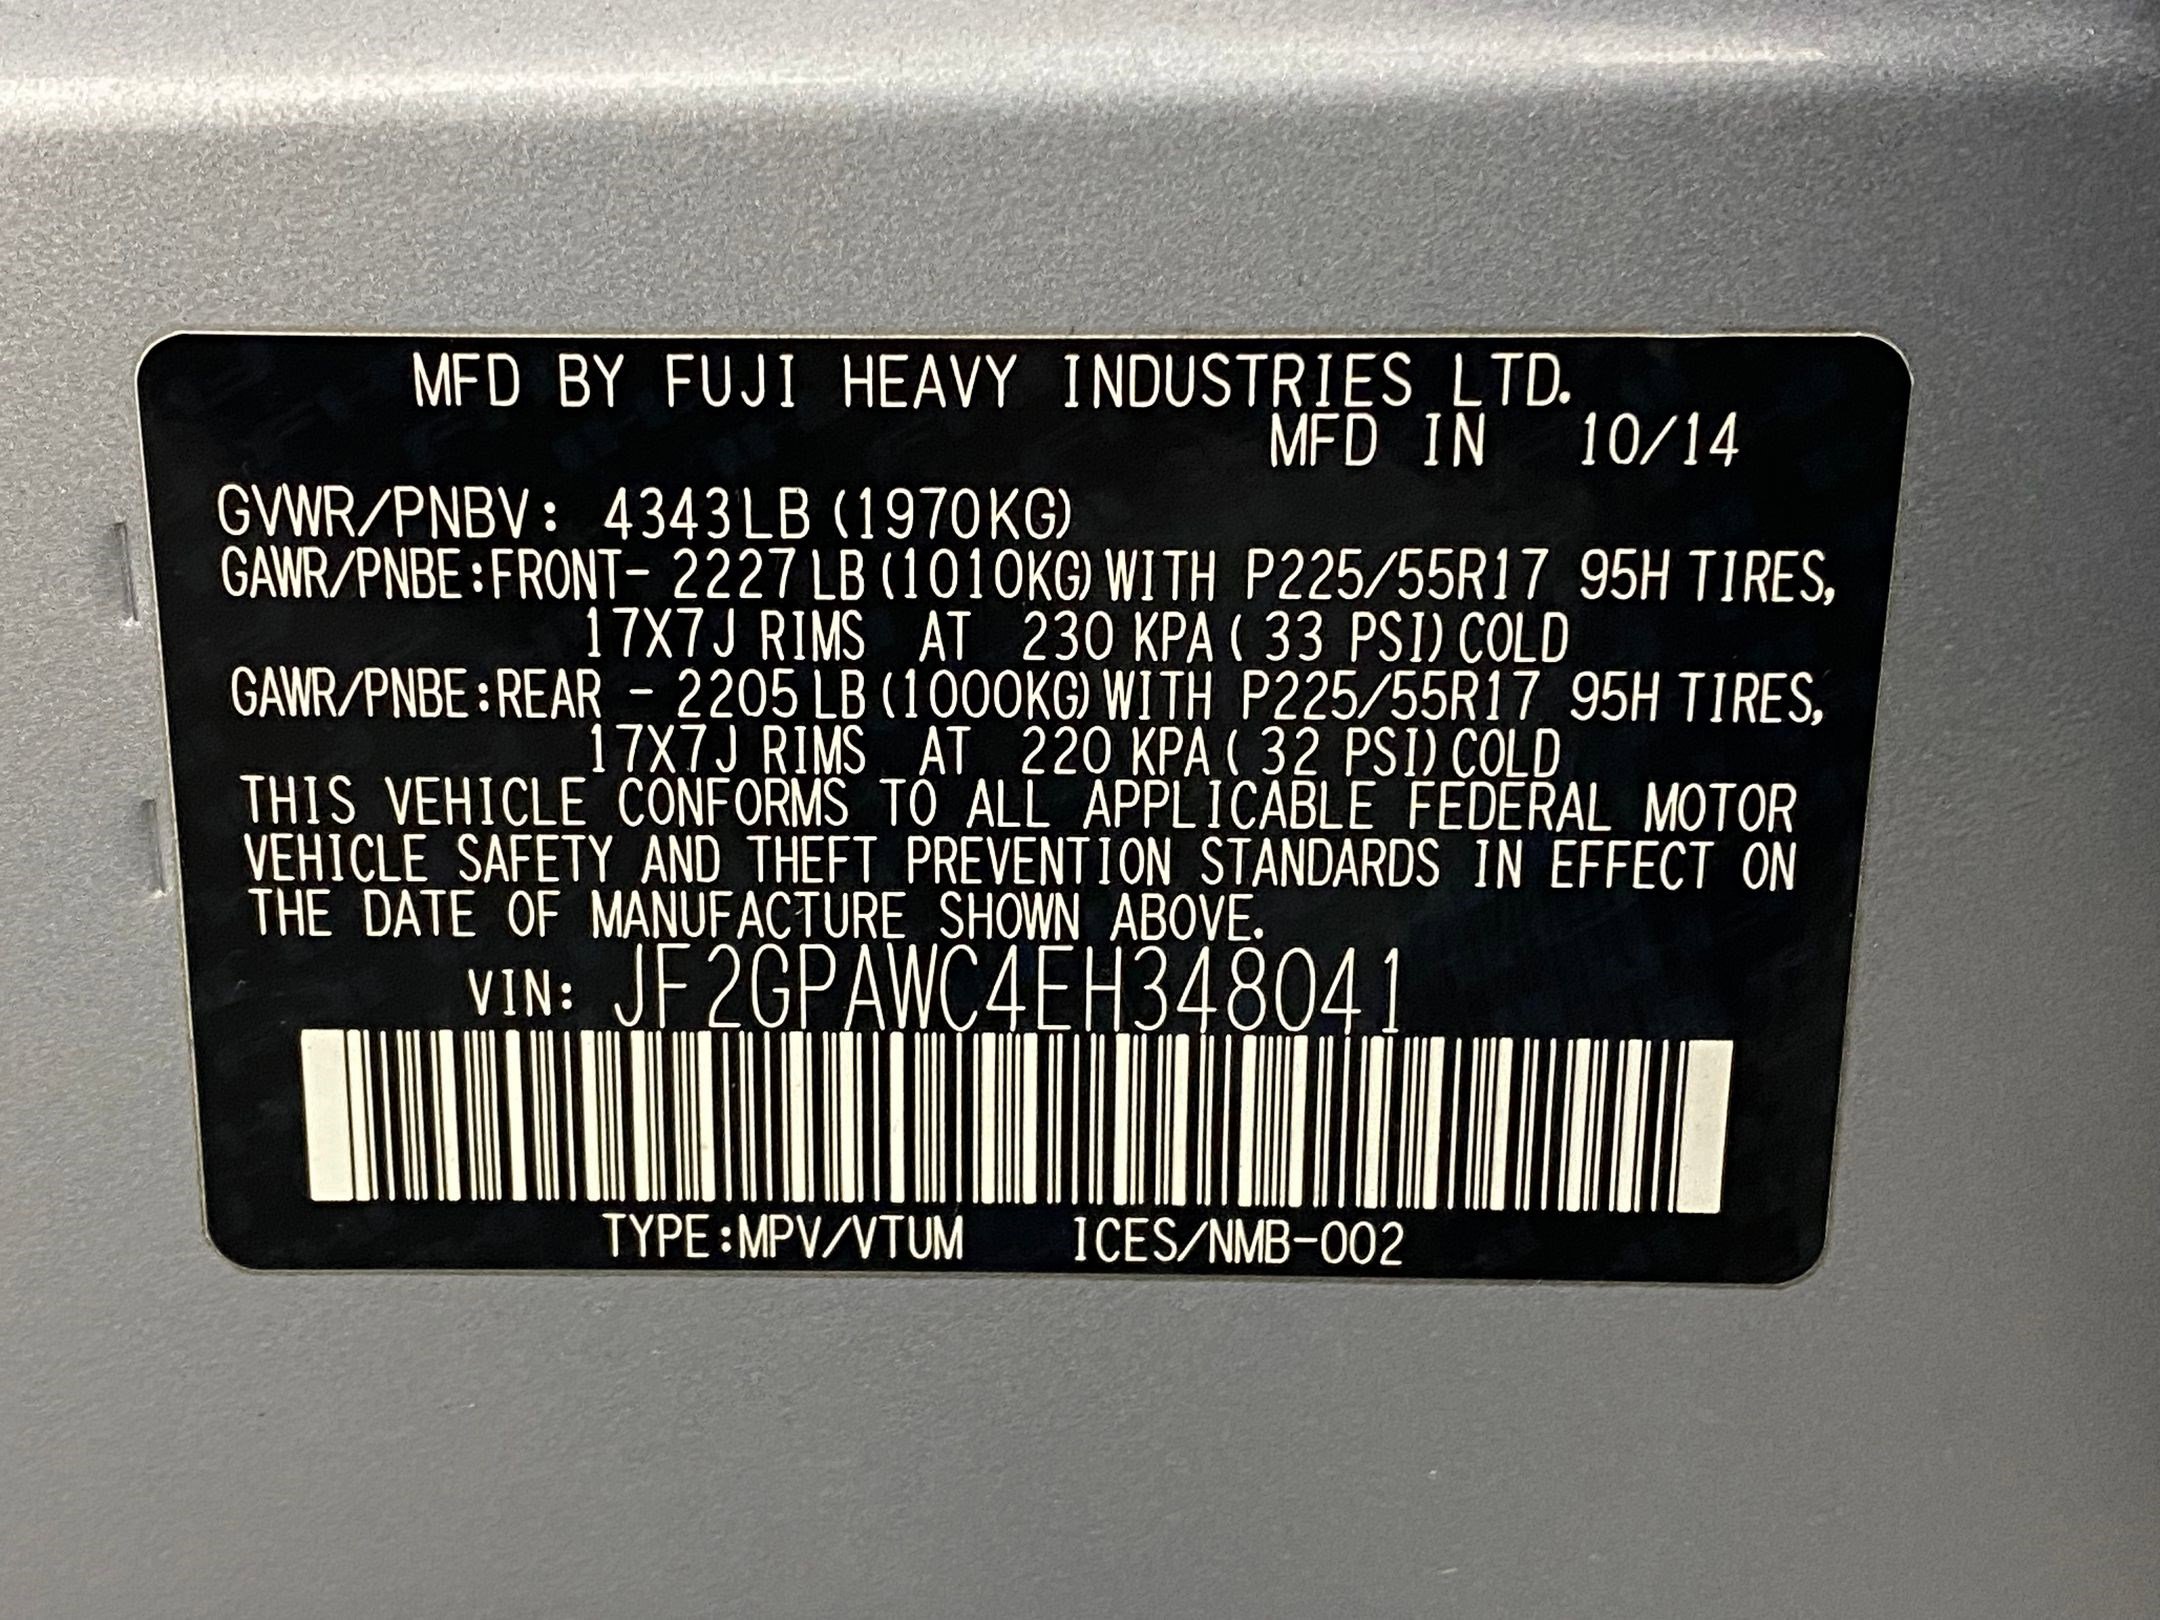 MFD BY FUJI HEAVY INDUSTRIES LTD.
MFD IN 10/14
GVWR/PNBV: 4343LB (1970KG)
GAWR/PNBE:FRONT- 2227LB (1010KG) WITH P225/55R17 95H TIRES,
17X7J RIMS AT 230 KPA ( 33 PSI) COLD
GAWR/PNBE:REAR - 2205LB (1000KG) WITH P225/55R17 95H TIRES,
17X7J RIMS AT 220 KPA ( 32 PSI) COLD
THIS VEHICLE CONFORMS TO ALL APPLICABLE FEDERAL MOTOR
VEHICLE SAFETY AND THEFT PREVENTION STANDARDS IN EFFECT ON
THE DATE OF MANUFACTURE SHOWN ABOVE.
VIN: JF2GPAWC4EH348041
TYPE:MPV/VTUM ICES/NMB-002